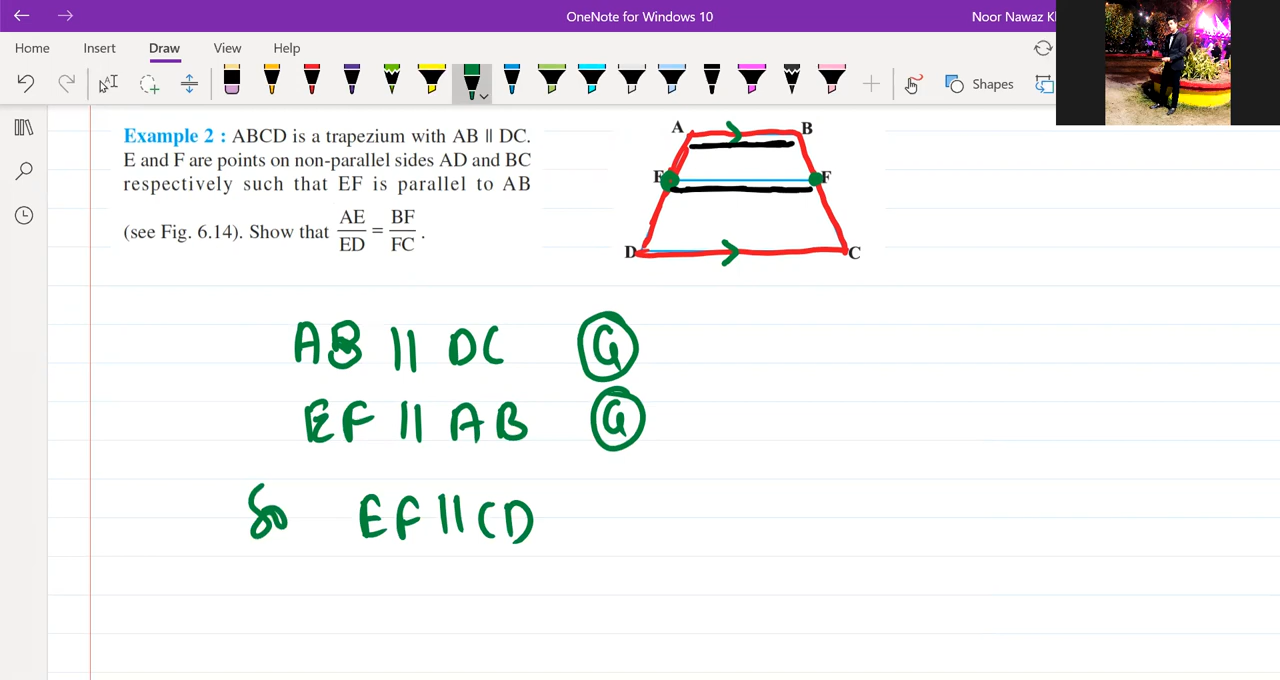 OneNote for Windows 10
Noor Nawaz
Home Insert Draw View Help
Shapes
Example 2 : ABCD is a trapezium with AB || DC.
E and F are points on non-parallel sides AD and BC
respectively such that EF is parallel to AB
(see Fig. 6.14). Show that AE/ED = BF/FC .
A B
E F
D C
AB || DC G
EF || AB G
So EF || CD